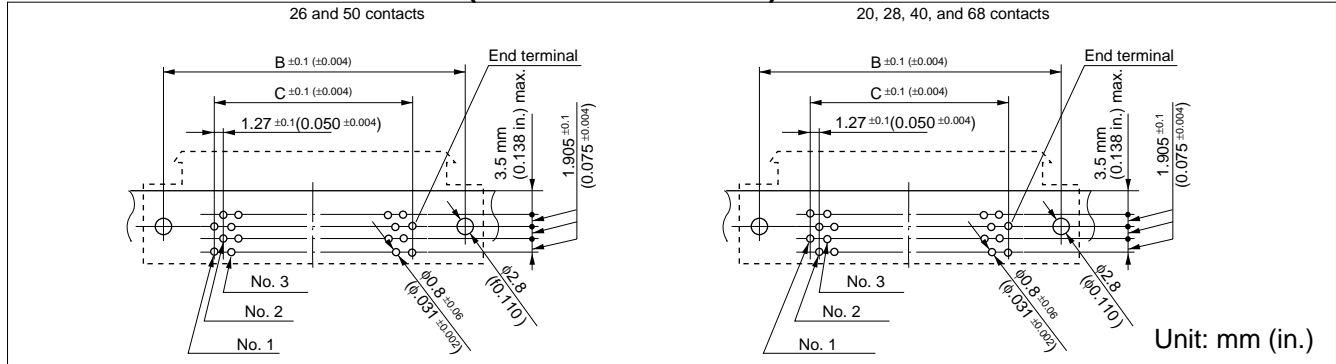 26 and 50 contacts
B ±0.1 (±0.004)
C ±0.1 (±0.004)
1.27 ±0.1(0.050 ±0.004)
End terminal
3.5 mm
(0.138 in.) max.
1.905 ±0.1
(0.075 ±0.004)
No. 3
No. 2
No. 1
ϕ0.8 ±0.06
(ϕ.031 ±0.002)
ϕ2.8
(f0.110)
20, 28, 40, and 68 contacts
B ±0.1 (±0.004)
C ±0.1 (±0.004)
1.27 ±0.1(0.050 ±0.004)
End terminal
3.5 mm
(0.138 in.) max.
1.905 ±0.1
(0.075 ±0.004)
No. 3
No. 2
No. 1
ϕ0.8 ±0.06
(ϕ.031 ±0.002)
ϕ2.8
(ϕ0.110)
Unit: mm (in.)